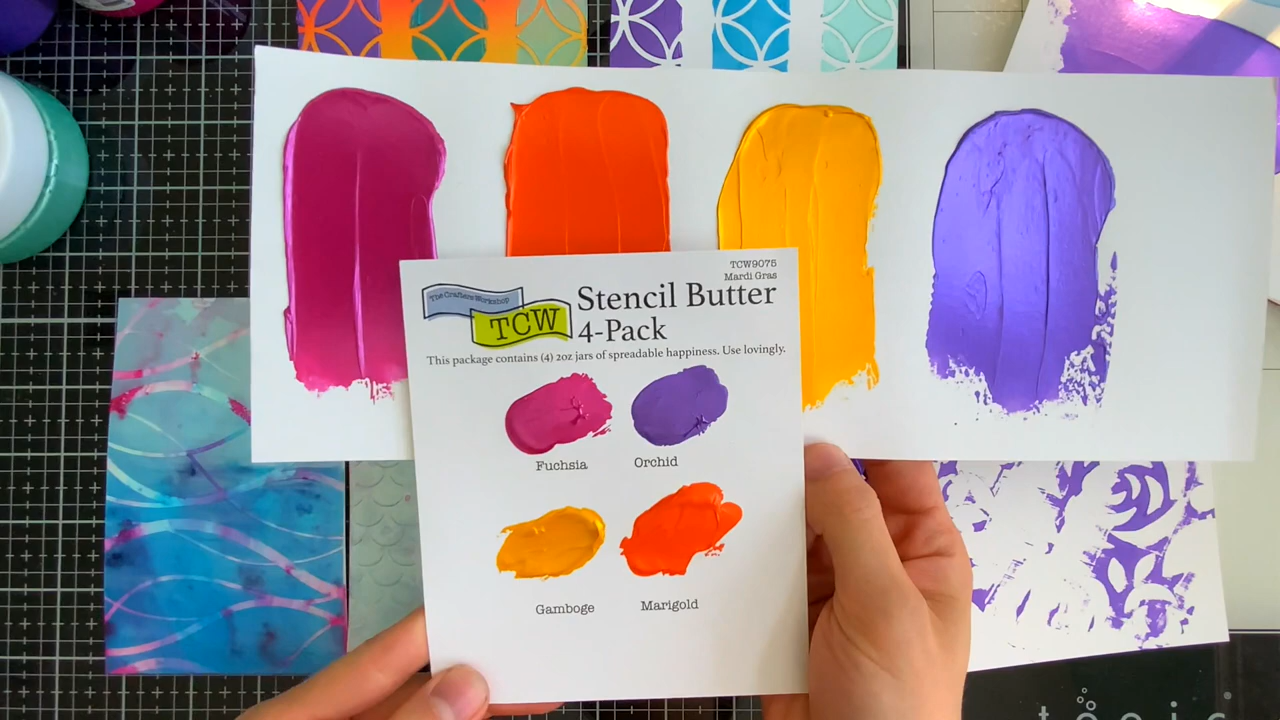 TCW9075
Mardi Gras
The Crafters Workshop
TCW
Stencil Butter
4-Pack
This package contains (4) 2oz jars of spreadable happiness. Use lovingly.
Fuchsia
Orchid
Gamboge
Marigold